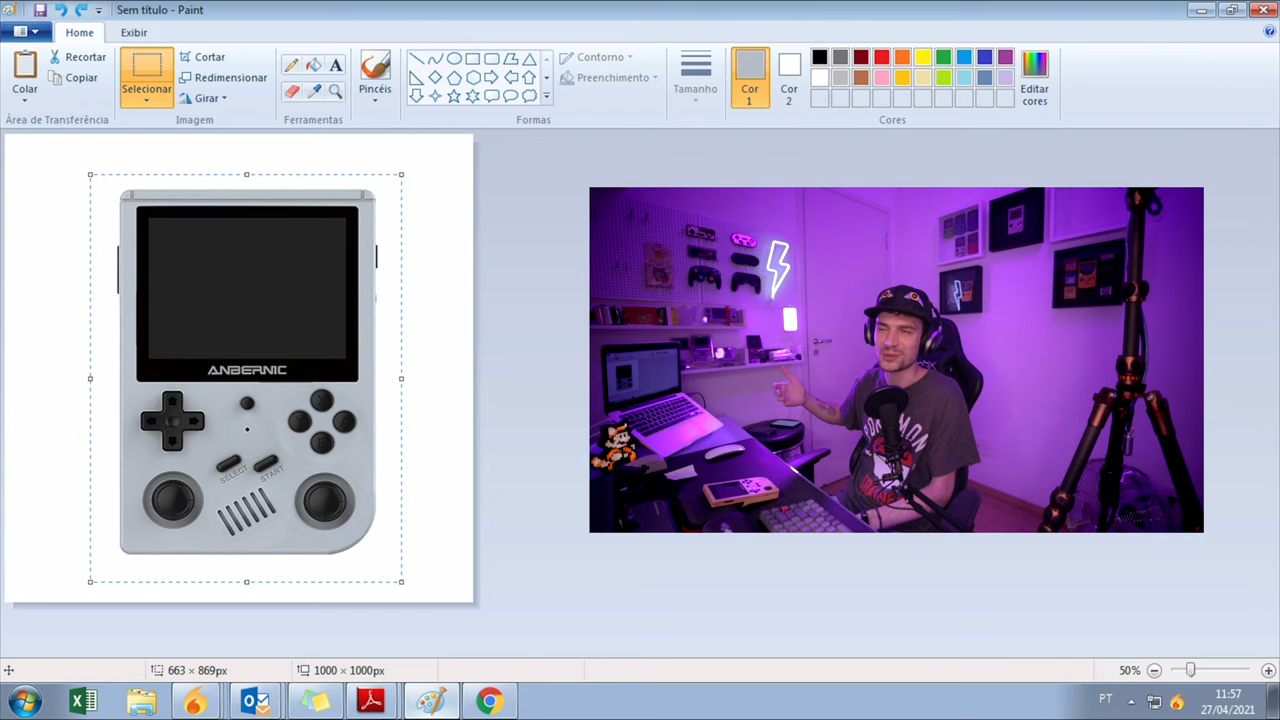 Sem título - Paint
Home
Exibir
Colar
Recortar
Copiar
Área de Transferência
Selecionar
Cortar
Redimensionar
Girar
Imagem
Ferramentas
Pincéis
Formas
Contorno
Preenchimento
Tamanho
Cor 1
Cor 2
Cores
Editar cores
ANBERNIC
SELECT
START
663 × 869px
1000 × 1000px
50%
PT
11:57
27/04/2021